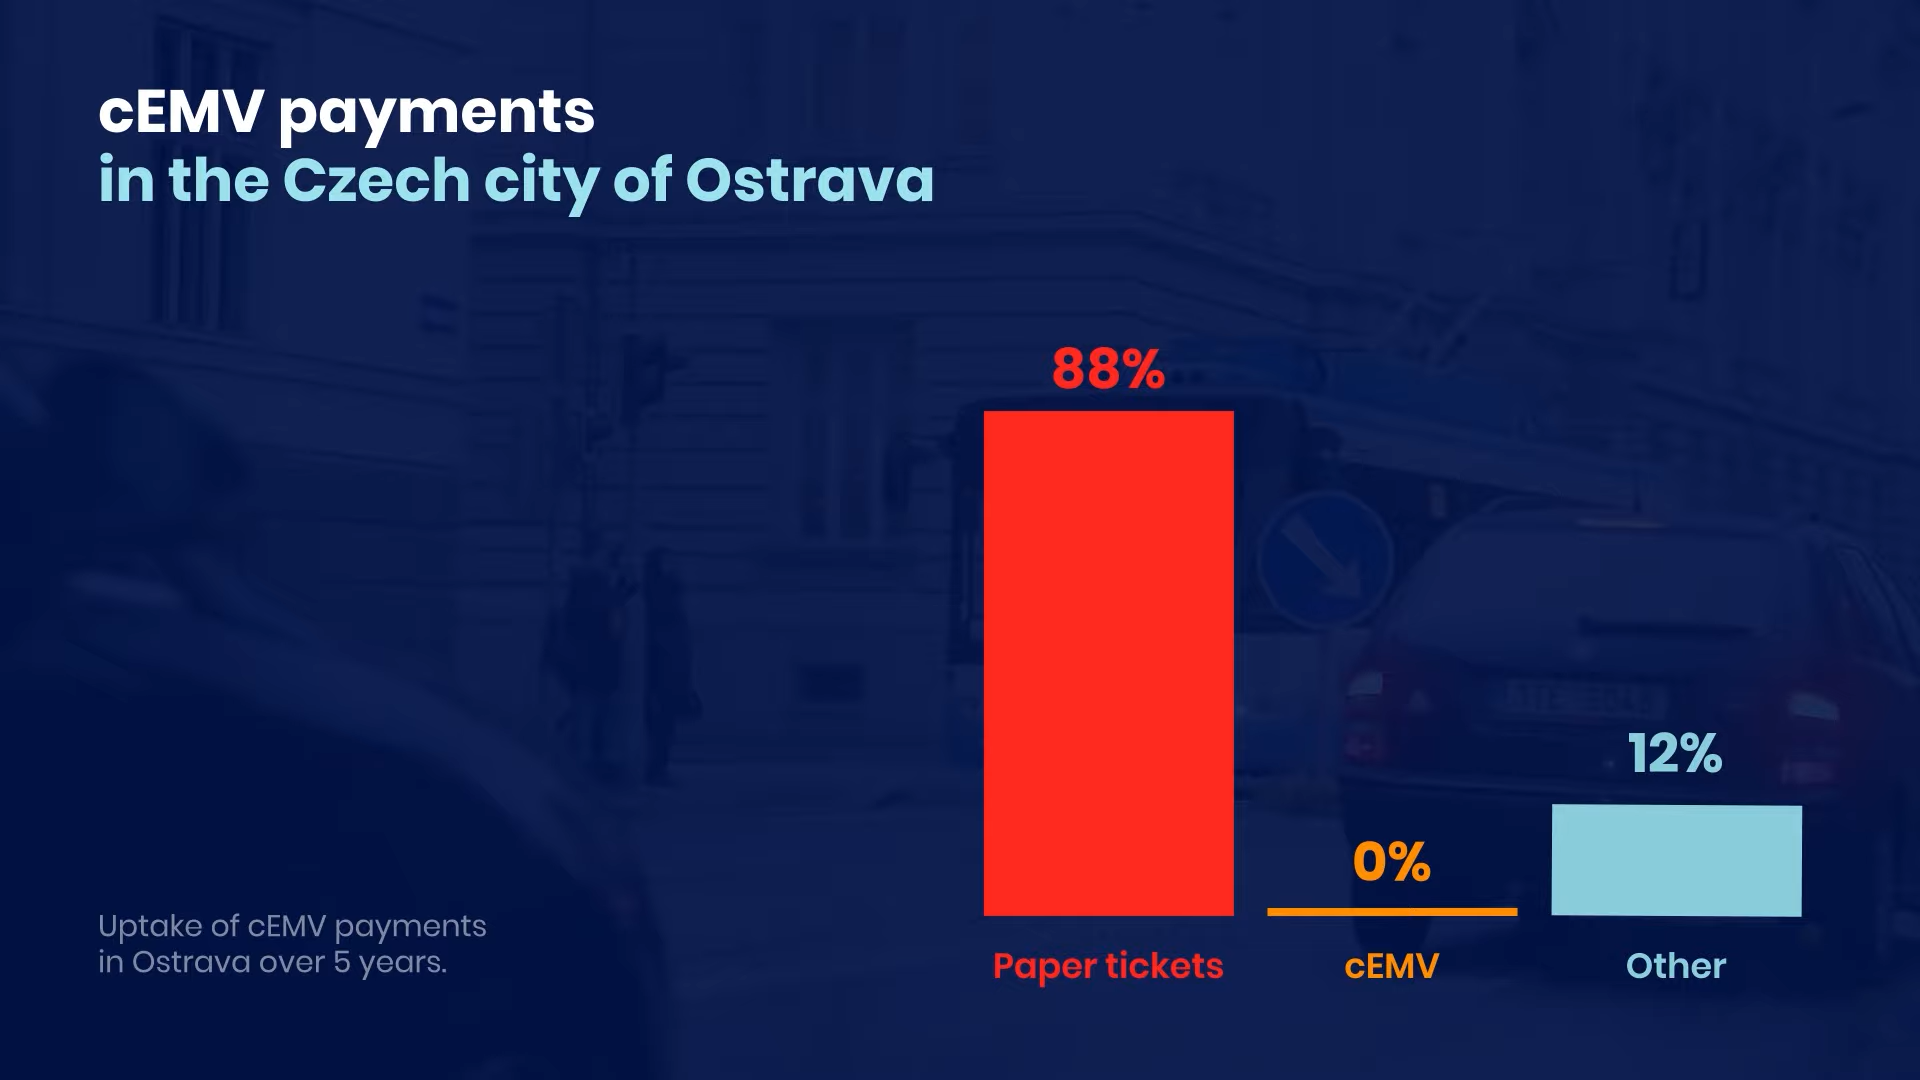 cEMV payments
in the Czech city of Ostrava
88%
12%
0%
Paper tickets
cEMV
Other
Uptake of cEMV payments
in Ostrava over 5 years.